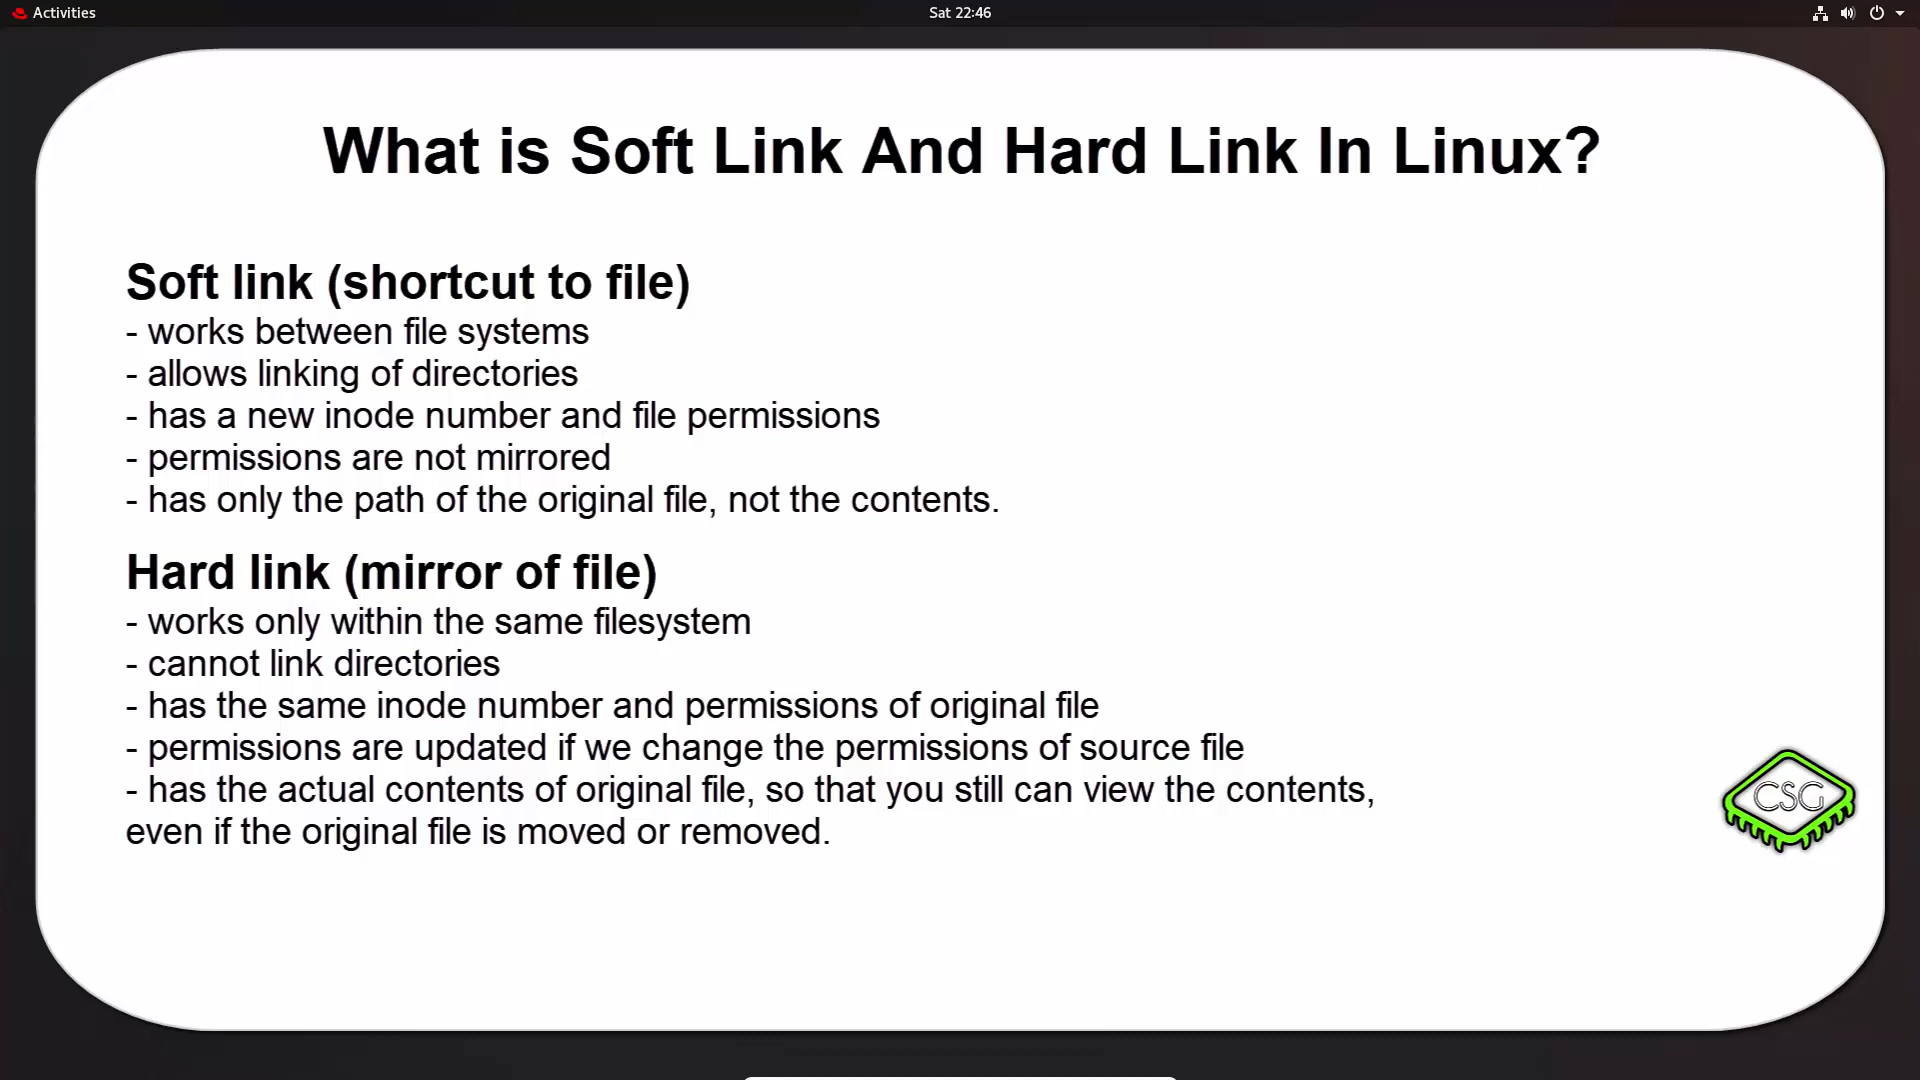 Activities
Sat 22:46
What is Soft Link And Hard Link In Linux?
Soft link (shortcut to file)
- works between file systems
- allows linking of directories
- has a new inode number and file permissions
- permissions are not mirrored
- has only the path of the original file, not the contents.
Hard link (mirror of file)
- works only within the same filesystem
- cannot link directories
- has the same inode number and permissions of original file
- permissions are updated if we change the permissions of source file
- has the actual contents of original file, so that you still can view the contents,
even if the original file is moved or removed.
CSG